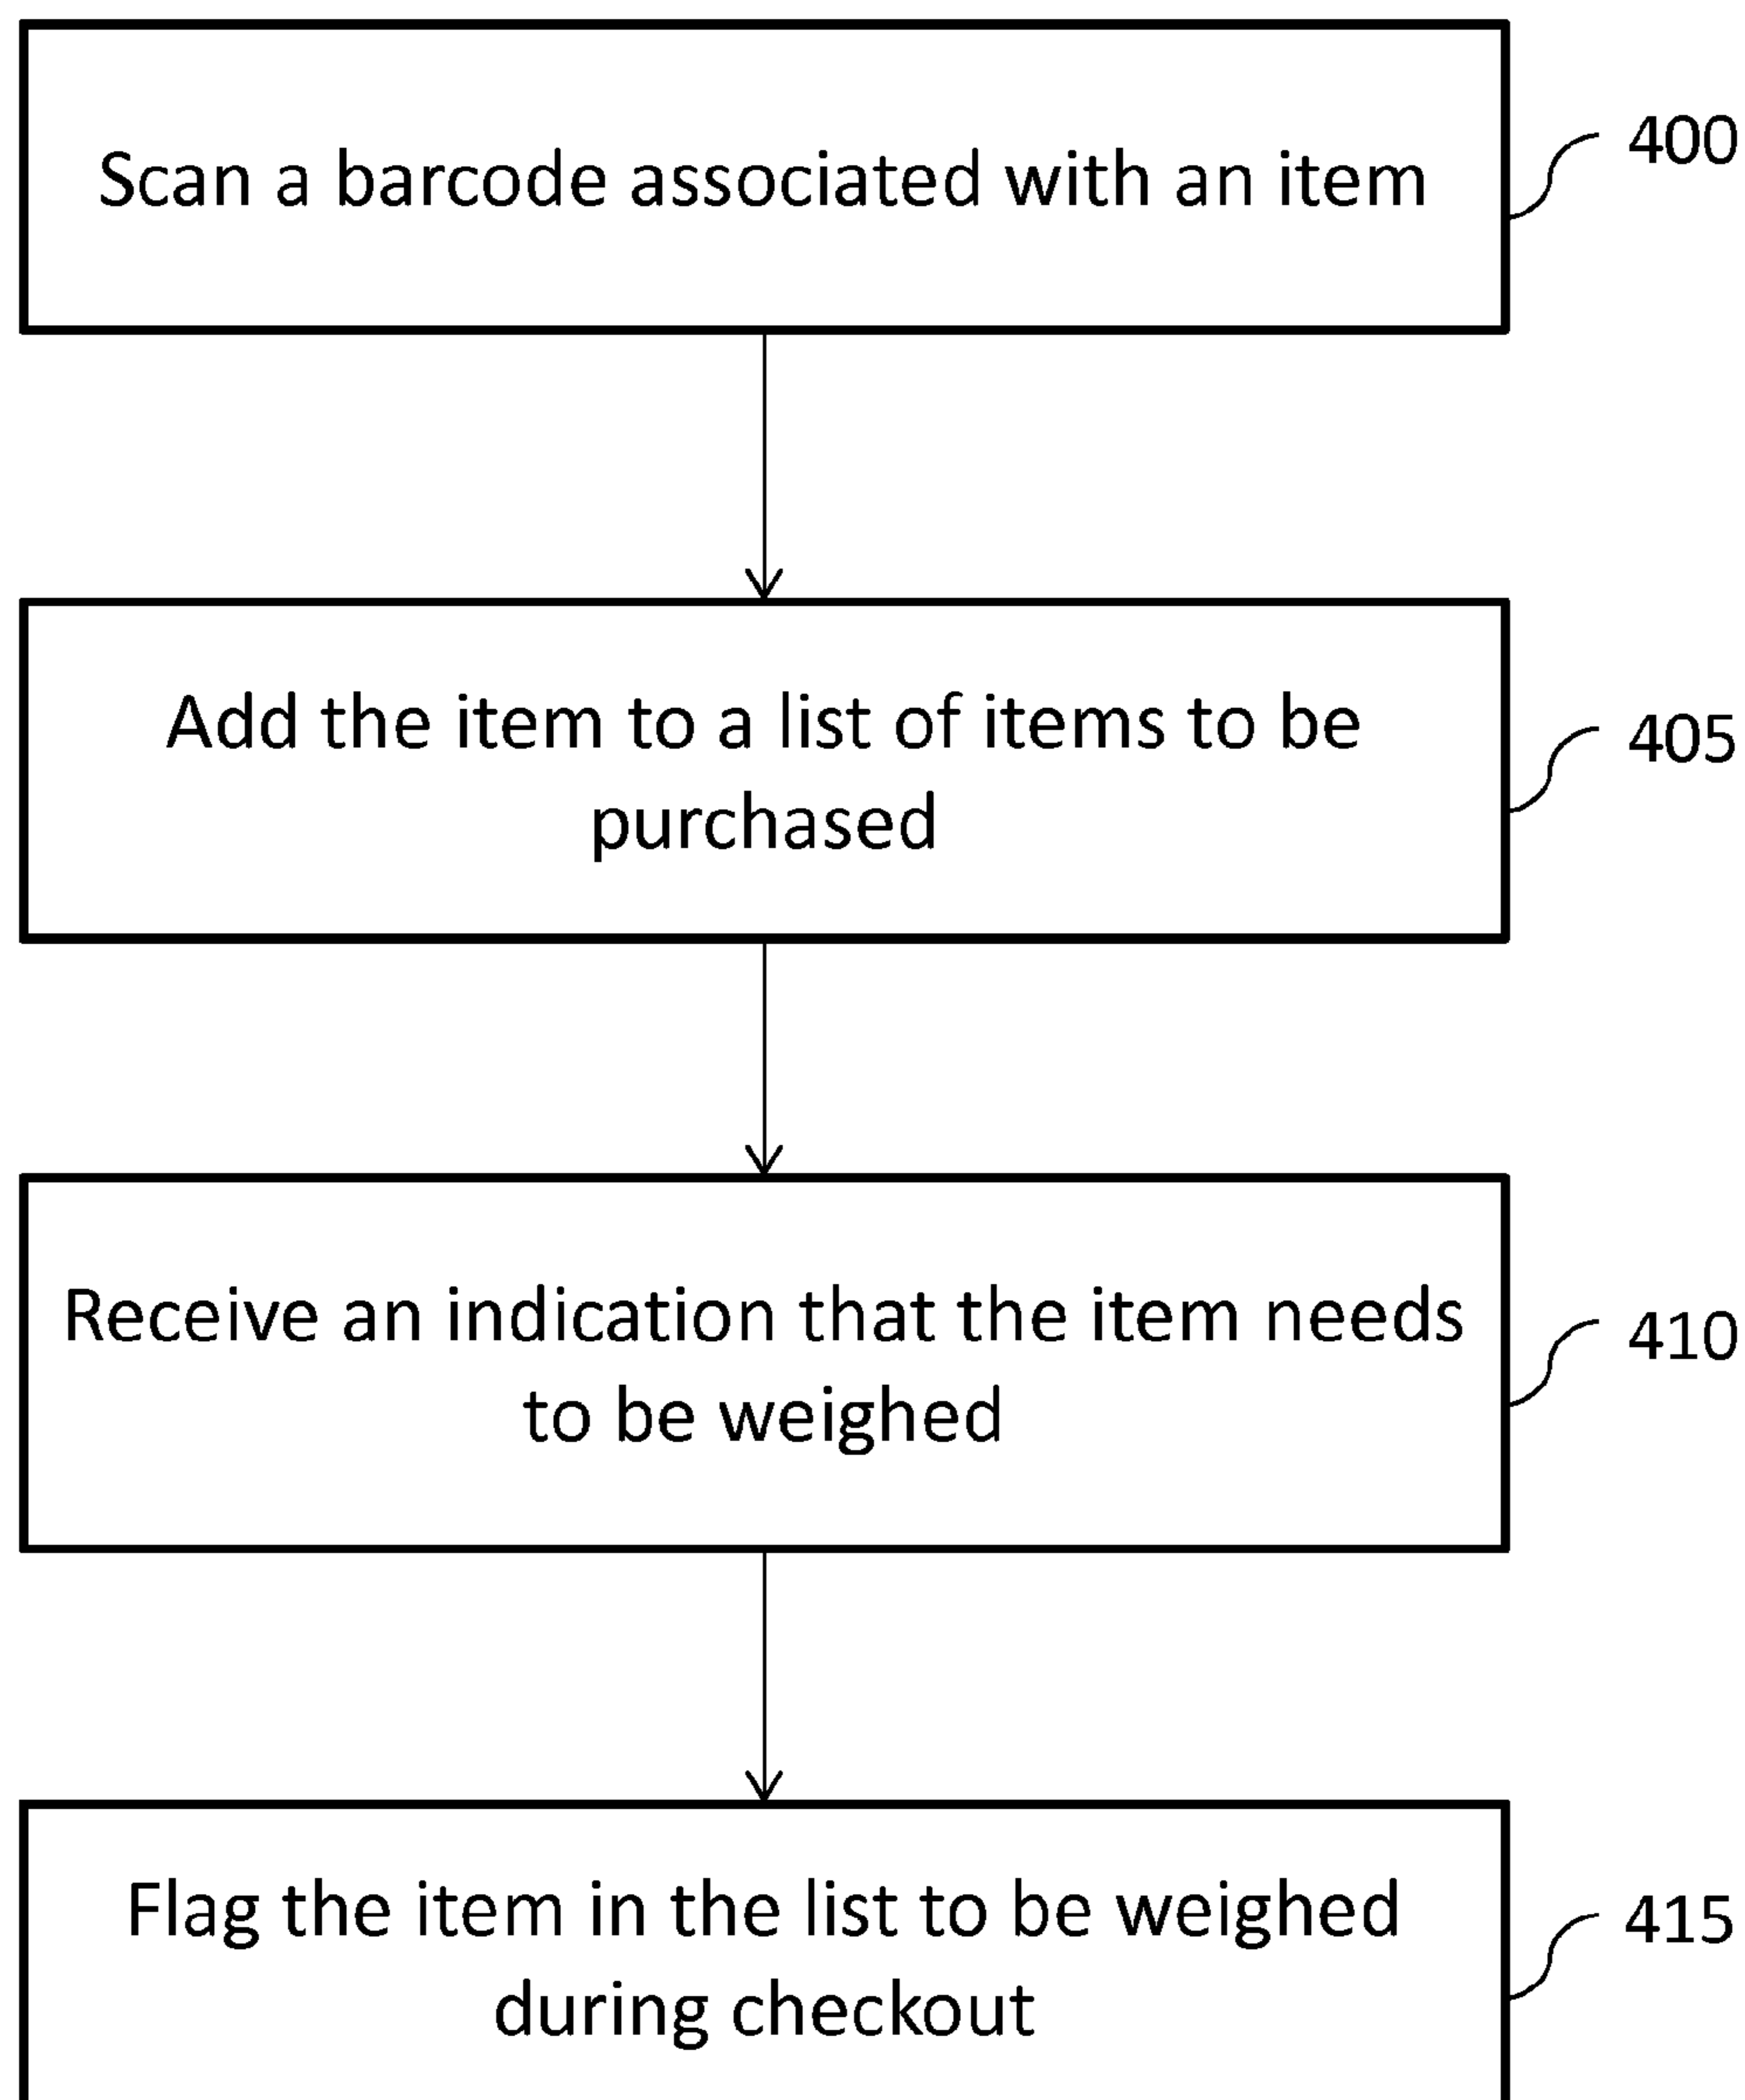 Scan a barcode associated with an item
400
Add the item to a list of items to be
purchased
405
Receive an indication that the item needs
to be weighed
410
Flag the item in the list to be weighed
during checkout
415